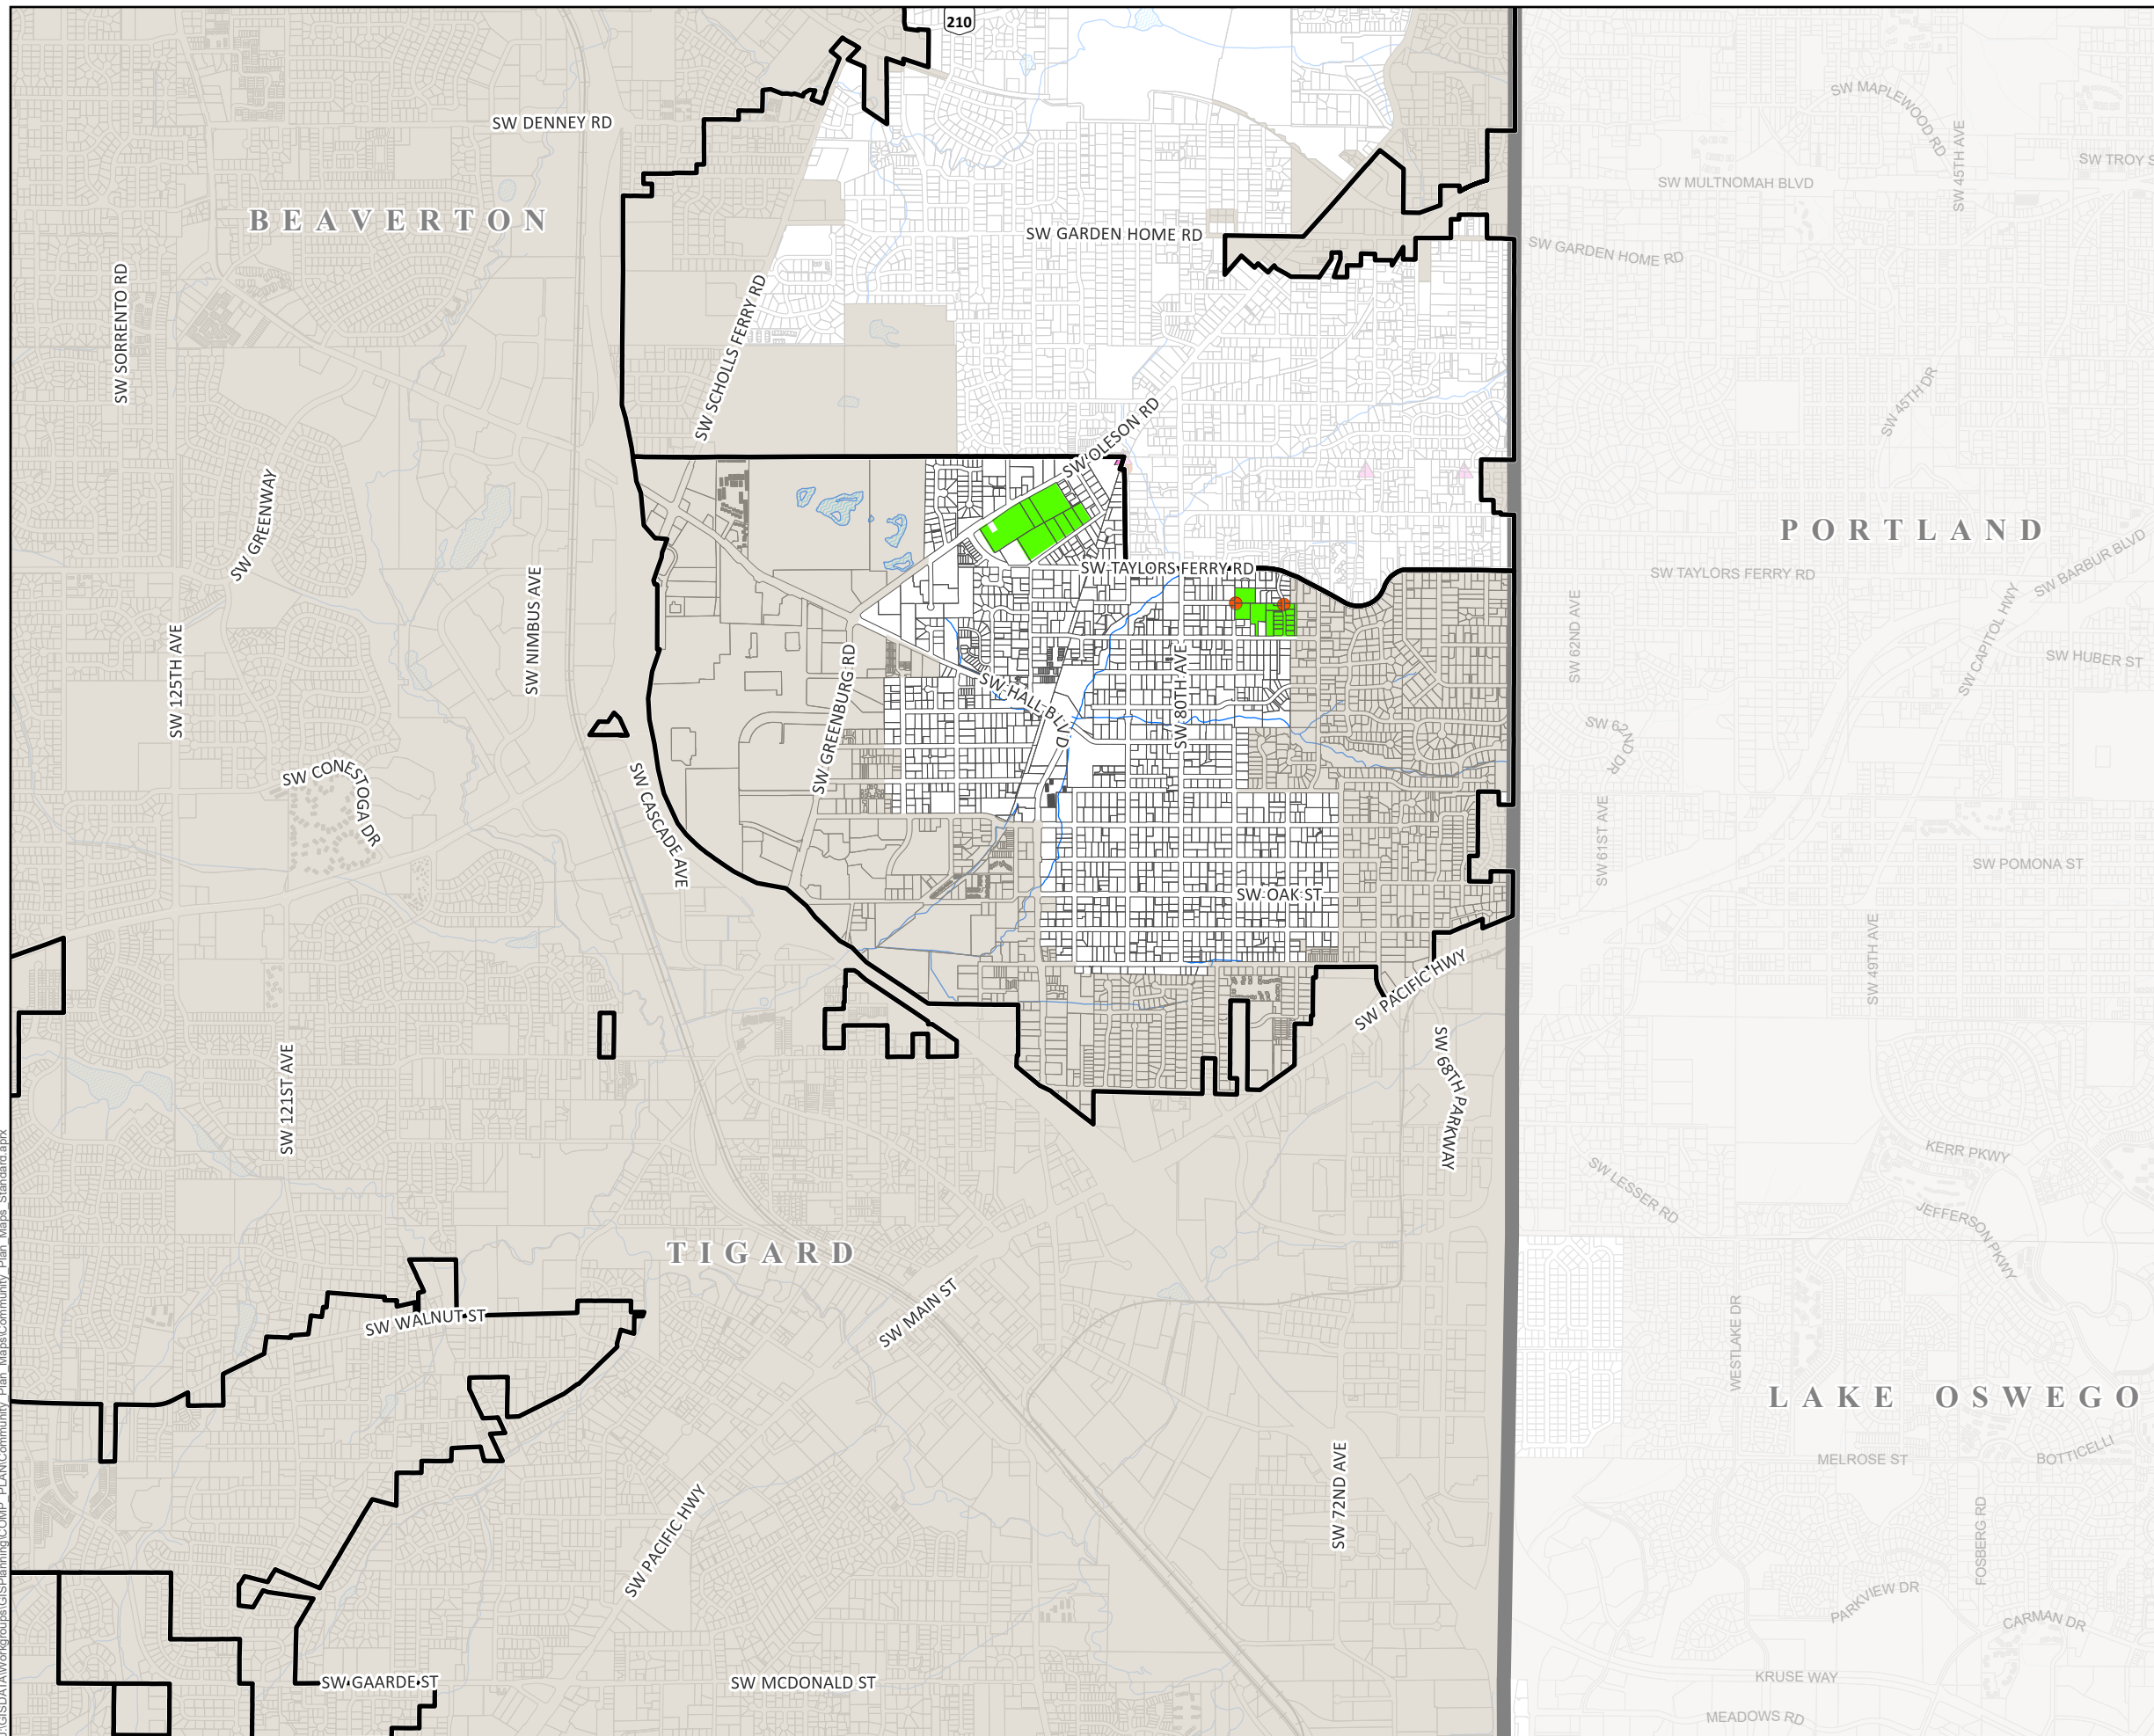 210
SW MAPLEWOOD RD
SW DENNEY RD
SW 45TH AVE
SW TROY S
SW MULTNOMAH BLVD
BEAVERTON
SW GARDEN HOME RD
SW GARDEN HOME RD
SW SORRENTO RD
SW SCHOLLS FERRY RD
SW 45TH DR
SW OLESON RD
SW GREENWAY
PORTLAND
SW BARBUR BLVD
SW TAYLORS FERRY RD
SW TAYLORS FERRY RD
SW NIMBUS AVE
SW 62ND AVE
SW CAPITOL HWY
SW 125TH AVE
SW GREENBURG RD
SW 80TH AVE
SW HUBER ST
SW HALL BLVD
SW 62ND DR
SW CONESTOGA DR
SW CASCADE AVE
SW 61ST AVE
SW POMONA ST
SW OAK ST
SW 49TH AVE
SW PACIFIC HWY
SW 68TH PARKWAY
SW 121ST AVE
KERR PKWY
SW LESSER RD
JEFFERSON PKWY
TIGARD
SW MAIN ST
SW WALNUT ST
WESTLAKE DR
LAKE OSWEGO
MELROSE ST
BOTTICELLI
SW 72ND AVE
SW PACIFIC HWY
FOSBERG RD
PARKVIEW DR
CARMAN DR
SW GAARDE ST
SW MCDONALD ST
KRUSE WAY
MEADOWS RD